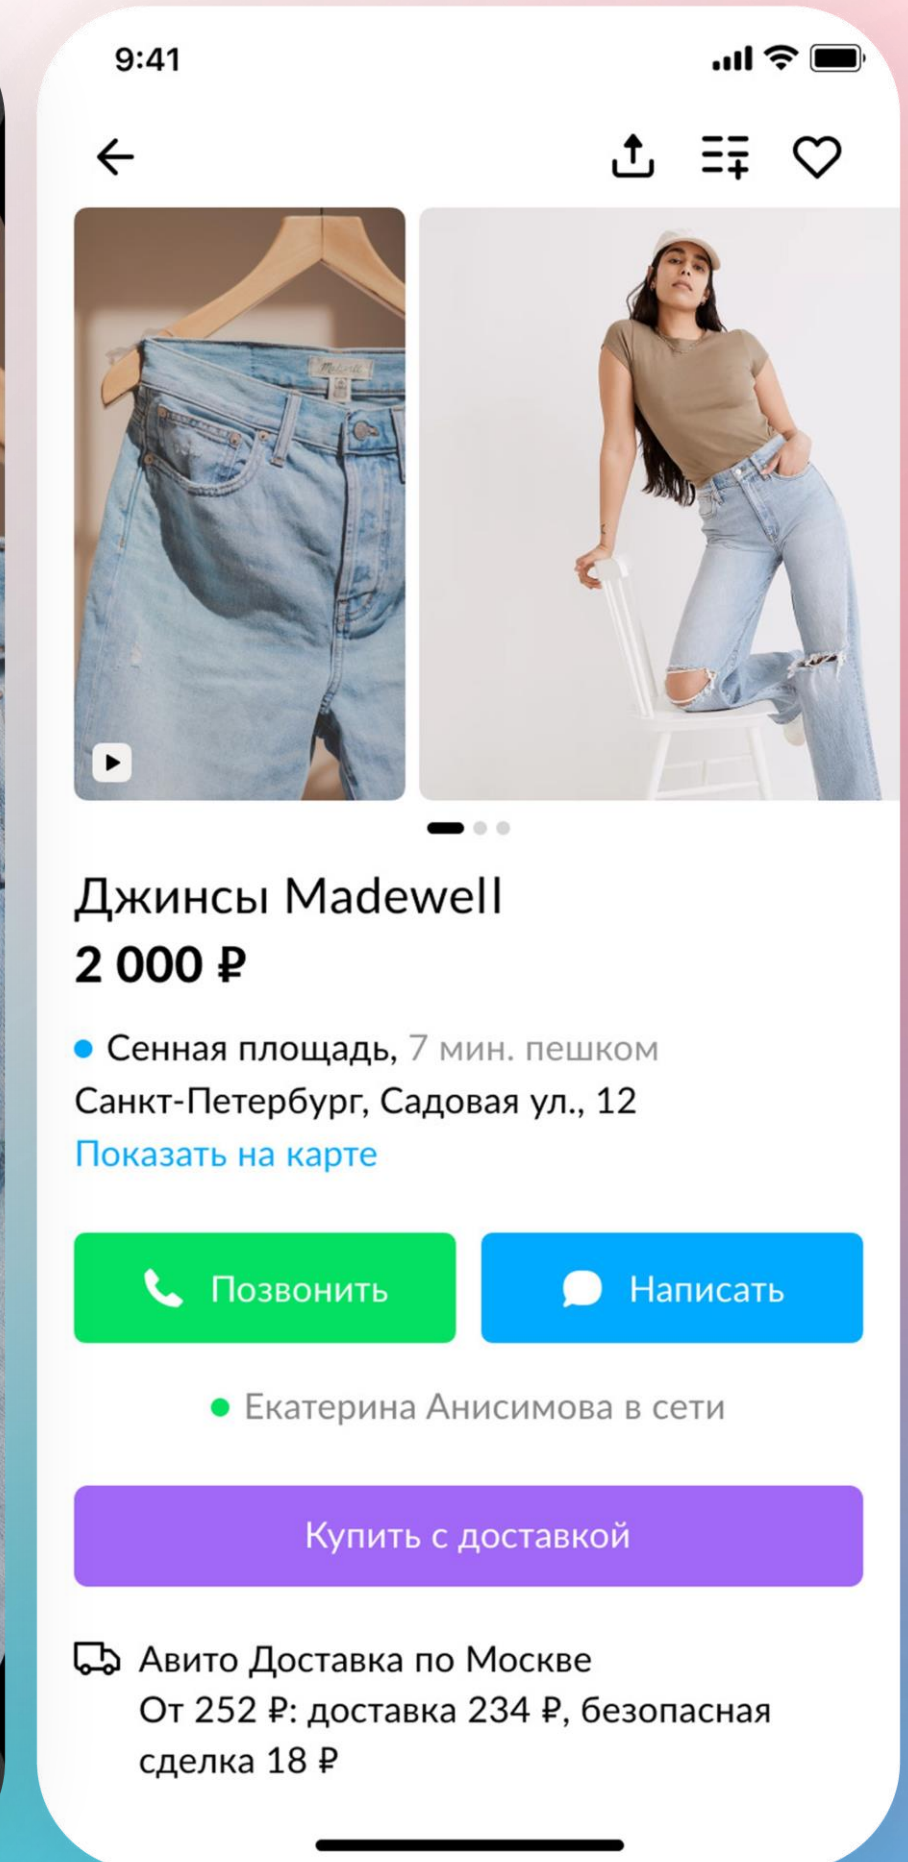 9:41
Madewell
Джинсы Madewell
2 000 ₽
Сенная площадь, 7 мин. пешком
Санкт-Петербург, Садовая ул., 12
Показать на карте
Позвонить
Написать
Екатерина Анисимова в сети
Купить с доставкой
Авито Доставка по Москве
От 252 ₽: доставка 234 ₽, безопасная
сделка 18 ₽